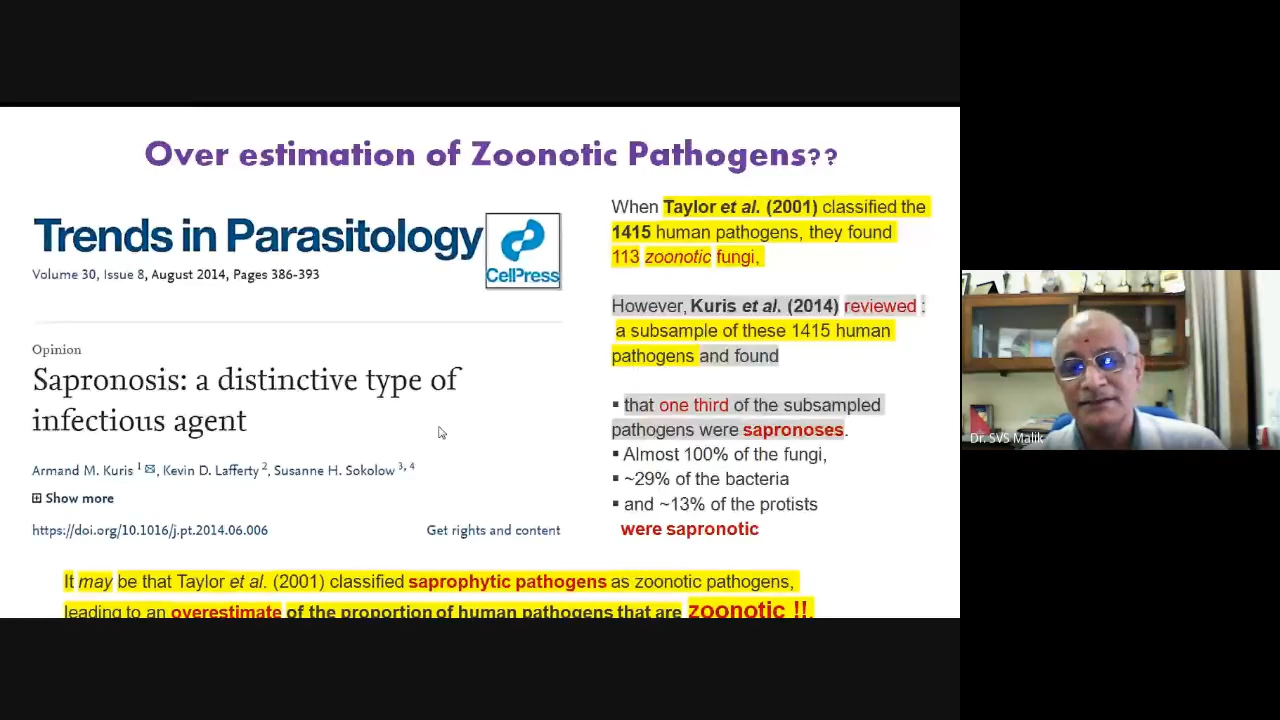 Over estimation of Zoonotic Pathogens??
Trends in Parasitology
CellPress
Volume 30, Issue 8, August 2014, Pages 386-393
Opinion
Sapronosis: a distinctive type of
infectious agent
Armand M. Kuris 1 ✉, Kevin D. Lafferty 2, Susanne H. Sokolow 3, 4
⊞ Show more
https://doi.org/10.1016/j.pt.2014.06.006
Get rights and content
When Taylor et al. (2001) classified the
1415 human pathogens, they found
113 zoonotic fungi,
However, Kuris et al. (2014) reviewed :
a subsample of these 1415 human
pathogens and found
▪ that one third of the subsampled
pathogens were sapronoses.
▪ Almost 100% of the fungi,
▪ ~29% of the bacteria
▪ and ~13% of the protists
were sapronotic
It may be that Taylor et al. (2001) classified saprophytic pathogens as zoonotic pathogens,
leading to an overestimate of the proportion of human pathogens that are zoonotic !!.
Dr. SVS Malik